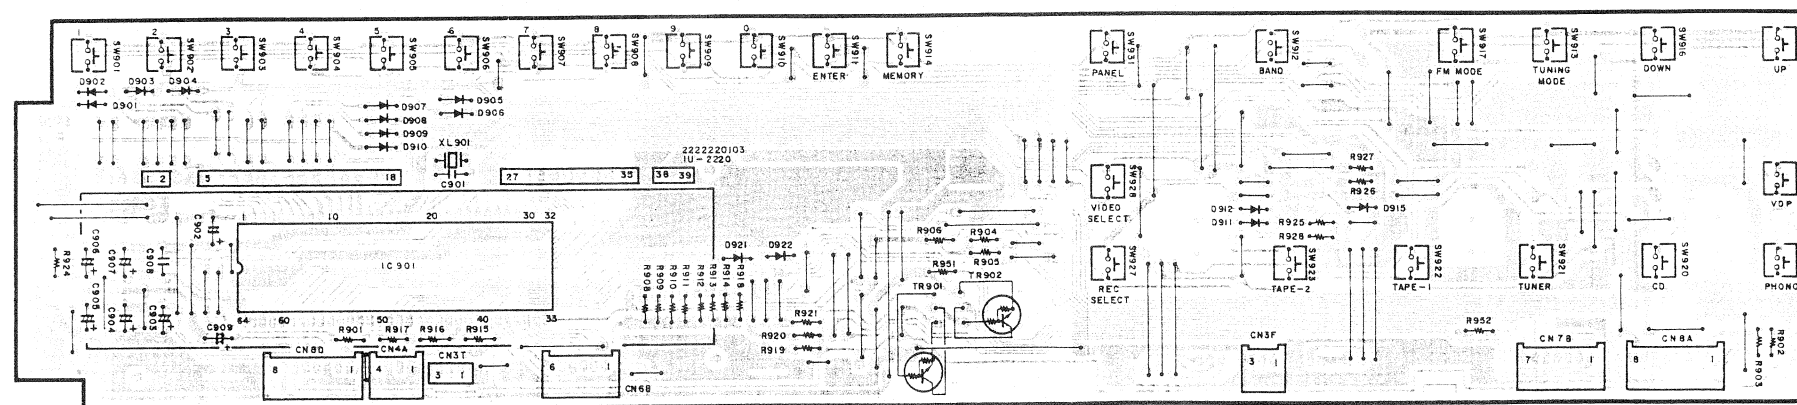 1 2 3 4 5 6 7 8 9 0
SW901 SW902 SW903 SW904 SW905 SW906 SW907 SW908 SW909 SW910 SW911 SW914 SW931 SW912 SW917 SW913 SW916
ENTER MEMORY PANEL BAND FM MODE TUNING MODE DOWN UP
D902 D903 D904
D901
D907 D905
D908 D906
D909
D910
XL901
C901
2222220103
1U-2220
1 2 5 18 27 35 38 39
R927
R926
SW928
VIDEO SELECT
VDP
D912 D915
D911 R925
R928
1 10 20 30 32
C902
C906 C907 C908
R924
IC901
D921 D922
R906 R904
R905
R951 TR902
TR901
R908 R909 R910 R911 R912 R913 R914 R918
SW927 SW923 SW922 SW921 SW920
REC SELECT TAPE-2 TAPE-1 TUNER CD PHONO
C905 C904 C903
64 60 50 40 33
C909
R901 R917 R916 R915
R921
R920
R919
R952
R902
R903
CN8D CN4A CN3T CN6B CN3F CN7B CN8A
8 1 4 1 3 1 6 1 3 1 7 1 8 1